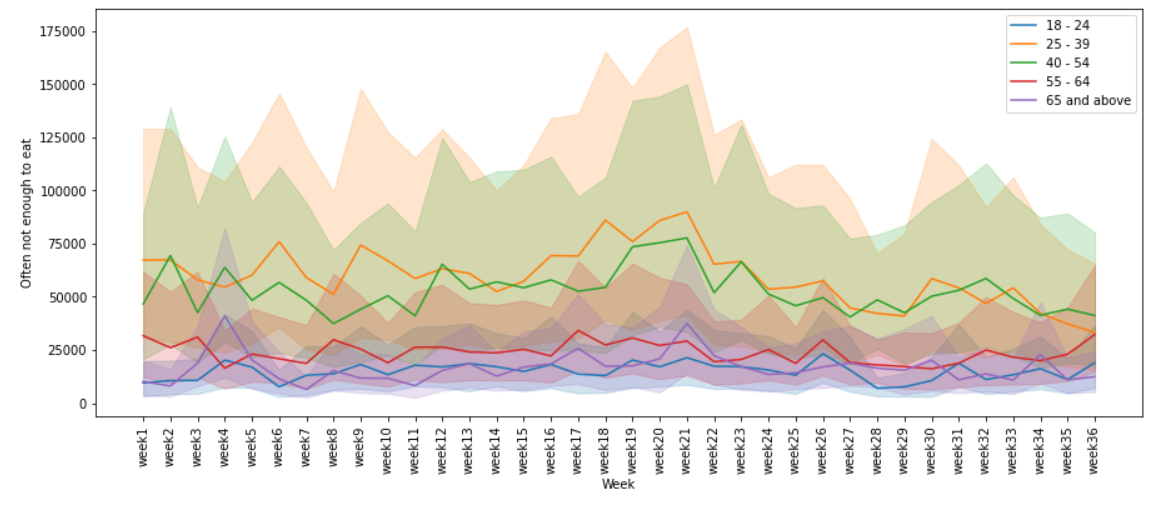 175000
150000
125000
100000
75000
50000
25000
0
Often not enough to eat
18 - 24
25 - 39
40 - 54
55 - 64
65 and above
week1
week2
week3
week4
week5
week6
week7
week8
week9
week10
week11
week12
week13
week14
week15
week16
week17
week18
week19
week20
week21
week22
week23
week24
week25
week26
week27
week28
week29
week30
week31
week32
week33
week34
week35
week36
Week